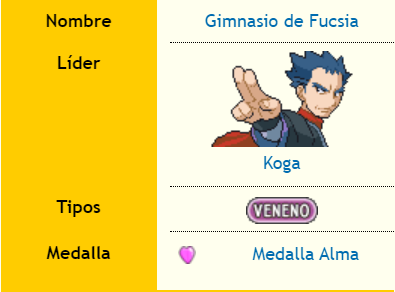 Nombre Gimnasio de Fucsia
Líder
Koga
Tipos VENENO
Medalla Medalla Alma